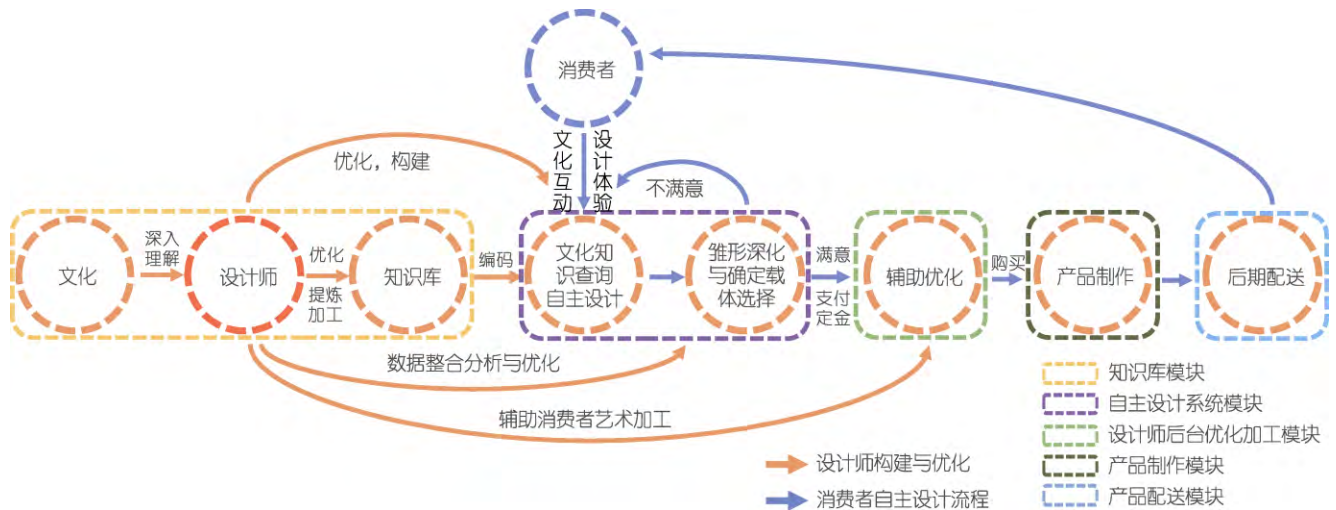 消费者
文化互动
设计体验
优化，构建
不满意
文化
深入
理解
设计师
优化
提炼
加工
知识库
编码
文化知
识查询
自主设计
雏形深化
与确定载
体选择
满意
支付
定金
辅助优化
购买
产品制作
后期配送
数据整合分析与优化
辅助消费者艺术加工
设计师构建与优化
消费者自主设计流程
知识库模块
自主设计系统模块
设计师后台优化加工模块
产品制作模块
产品配送模块